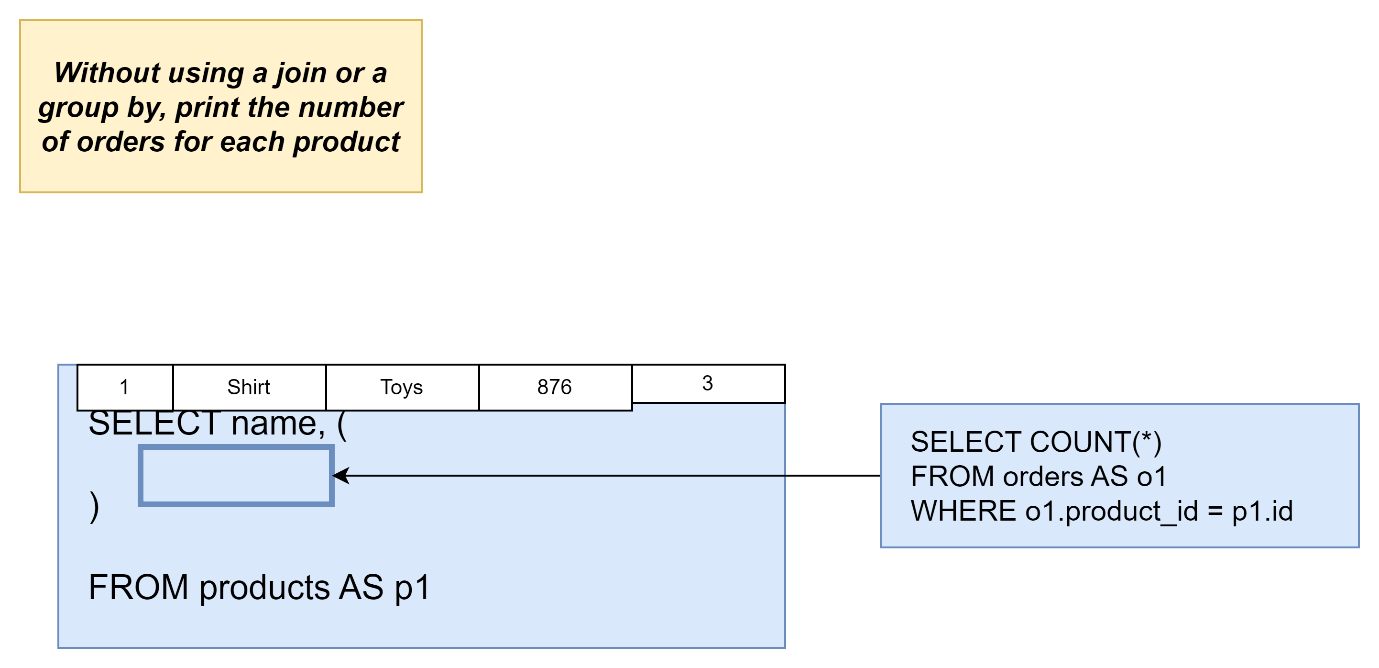 Without using a join or a
group by, print the number
of orders for each product
1 Shirt Toys 876 3
SELECT name, (
)
FROM products AS p1
SELECT COUNT(*)
FROM orders AS o1
WHERE o1.product_id = p1.id